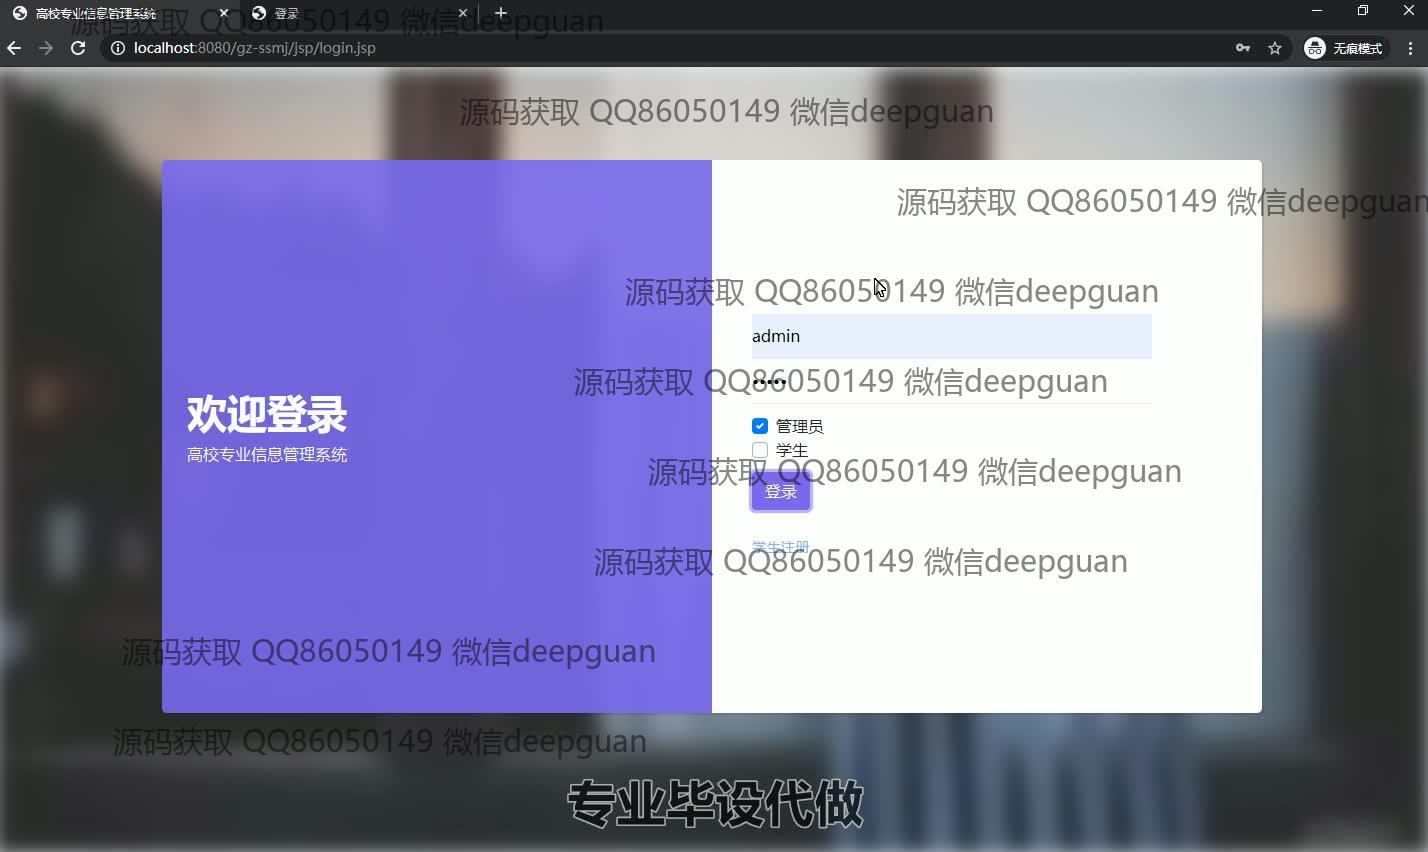 高校专业信息管理系统
登录
源码获取 QQ86050149 微信deepguan
localhost:8080/gz-ssmj/jsp/login.jsp
无痕模式
源码获取 QQ86050149 微信deepguan
源码获取 QQ86050149 微信deepguan
源码获取 QQ86050149 微信deepguan
admin
源码获取 QQ86050149 微信deepguan
欢迎登录
高校专业信息管理系统
管理员
学生
源码获取 QQ86050149 微信deepguan
登录
学生注册
源码获取 QQ86050149 微信deepguan
源码获取 QQ86050149 微信deepguan
源码获取 QQ86050149 微信deepguan
专业毕设代做